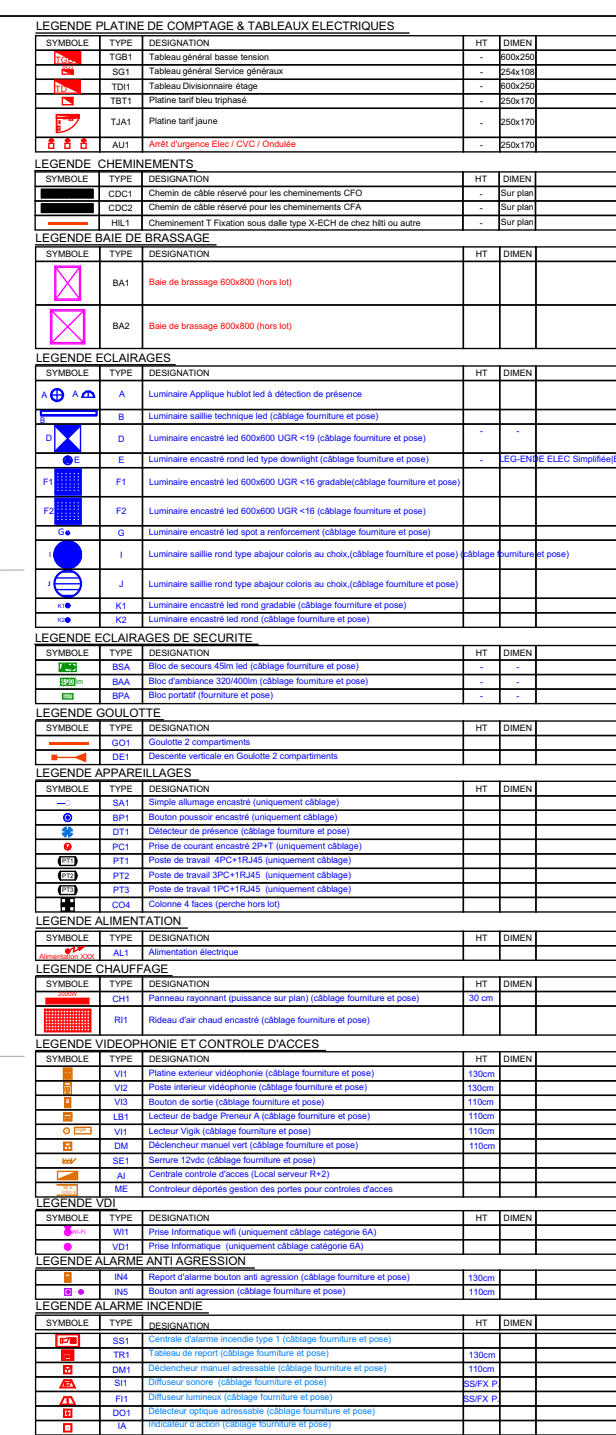 LEGENDE PLATINE DE COMPTAGE & TABLEAUX ELECTRIQUES
SYMBOLE TYPE DESIGNATION HT DIMEN
TGB1 Tableau général basse tension - 600x250
SG1 Tableau général Service généraux - 254x108
TD TDI1 Tableau Divisionnaire étage - 600x250
TBT1 Platine tarif bleu triphasé - 250x170
TJA1 Platine tarif jaune - 250x170
AU1 Arrêt d'urgence Elec / CVC / Ondulée - 250x170
LEGENDE CHEMINEMENTS
SYMBOLE TYPE DESIGNATION HT DIMEN
CDC1 Chemin de câble réservé pour les cheminements CFO - Sur plan
CDC2 Chemin de câble réservé pour les cheminements CFA - Sur plan
HIL1 Cheminement T Fixation sous dalle type X-ECH de chez hilti ou autre - Sur plan
LEGENDE BAIE DE BRASSAGE
SYMBOLE TYPE DESIGNATION HT DIMEN
BA1 Baie de brassage 600x800 (hors lot)
BA2 Baie de brassage 800x800 (hors lot)
LEGENDE ECLAIRAGES
SYMBOLE TYPE DESIGNATION HT DIMEN
A A A Luminaire Applique hublot led à détection de présence
B B Luminaire saillie technique led (câblage fourniture et pose)
D D Luminaire encastré led 600x600 UGR <19 (câblage fourniture et pose) - -
E E Luminaire encastré rond led type downlight (câblage fourniture et pose) - LEG-ENDE ELEC Simplifiée|E
F1 F1 Luminaire encastré led 600x600 UGR <16 gradable(câblage fourniture et pose)
F2 F2 Luminaire encastré led 600x600 UGR <16 (câblage fourniture et pose)
G G Luminaire encastré led spot a renforcement (câblage fourniture et pose)
I I Luminaire saillie rond type abajour coloris au choix,(câblage fourniture et pose) (câblage fourniture et pose)
J J Luminaire saillie rond type abajour coloris au choix,(câblage fourniture et pose)
K1 K1 Luminaire encastré led rond gradable (câblage fourniture et pose)
K2 K2 Luminaire encastré led rond (câblage fourniture et pose)
LEGENDE ECLAIRAGES DE SECURITE
SYMBOLE TYPE DESIGNATION HT DIMEN
BSA Bloc de secours 45lm led (câblage fourniture et pose) - -
BAA Bloc d'ambiance 320/400lm (câblage fourniture et pose) - -
BPA Bloc portatif (fourniture et pose)
LEGENDE GOULOTTE
SYMBOLE TYPE DESIGNATION HT DIMEN
GO1 Goulotte 2 compartiments
DE1 Descente verticale en Goulotte 2 compartiments
LEGENDE APPAREILLAGES
SYMBOLE TYPE DESIGNATION HT DIMEN
SA1 Simple allumage encastré (uniquement câblage)
BP1 Bouton poussoir encastré (uniquement câblage)
DT1 Détecteur de présence (câblage fourniture et pose)
PC1 Prise de courant encastré 2P+T (uniquement câblage)
PT1 PT1 Poste de travail 4PC+1RJ45 (uniquement câblage)
PT2 PT2 Poste de travail 3PC+1RJ45 (uniquement câblage)
PT3 PT3 Poste de travail 1PC+1RJ45 (uniquement câblage)
CO4 Colonne 4 faces (perche hors lot)
LEGENDE ALIMENTATION
SYMBOLE TYPE DESIGNATION HT DIMEN
Alimentation XXX AL1 Alimentation électrique
LEGENDE CHAUFFAGE
SYMBOLE TYPE DESIGNATION HT DIMEN
2000W CH1 Panneau rayonnant (puissance sur plan) (câblage fourniture et pose) 30 cm
RI1 Rideau d'air chaud encastré (câblage fourniture et pose)
LEGENDE VIDEOPHONIE ET CONTROLE D'ACCES
SYMBOLE TYPE DESIGNATION HT DIMEN
VI1 Platine exterieur vidéophonie (câblage fourniture et pose) 130cm
VI2 Poste interieur vidéophonie (câblage fourniture et pose) 130cm
VI3 Bouton de sortie (câblage fourniture et pose) 110cm
LB1 Lecteur de badge Preneur A (câblage fourniture et pose) 110cm
VI1 Lecteur Vigik (câblage fourniture et pose) 110cm
DM Déclencheur manuel vert (câblage fourniture et pose) 110cm
SE1 Serrure 12vdc (câblage fourniture et pose)
AI Centrale controle d'acces (Local serveur R+2)
ME Controleur déportés gestion des portes pour controles d'acces
LEGENDE VDI
SYMBOLE TYPE DESIGNATION HT DIMEN
Wi-Fi WI1 Prise Informatique wifi (uniquement câblage catégorie 6A)
VD1 Prise Informatique (uniquement câblage catégorie 6A)
LEGENDE ALARME ANTI AGRESSION
IN4 Report d'alarme bouton anti agression (câblage fourniture et pose) 130cm
IN5 Bouton anti agression (câblage fourniture et pose) 110cm
LEGENDE ALARME INCENDIE
SYMBOLE TYPE DESIGNATION HT DIMEN
SS1 Centrale d'alarme incendie type 1 (câblage fourniture et pose)
TR1 Tableau de report (câblage fourniture et pose) 130cm
DM1 Déclencheur manuel adressable (câblage fourniture et pose) 110cm
SI1 Diffuseur sonore (câblage fourniture et pose) SS/FX P.
FI1 Diffuseur lumineux (câblage fourniture et pose) SS/FX P.
DO1 Détecteur optique adressable (câblage fourniture et pose)
IA Indicateur d'action (câblage fourniture et pose)